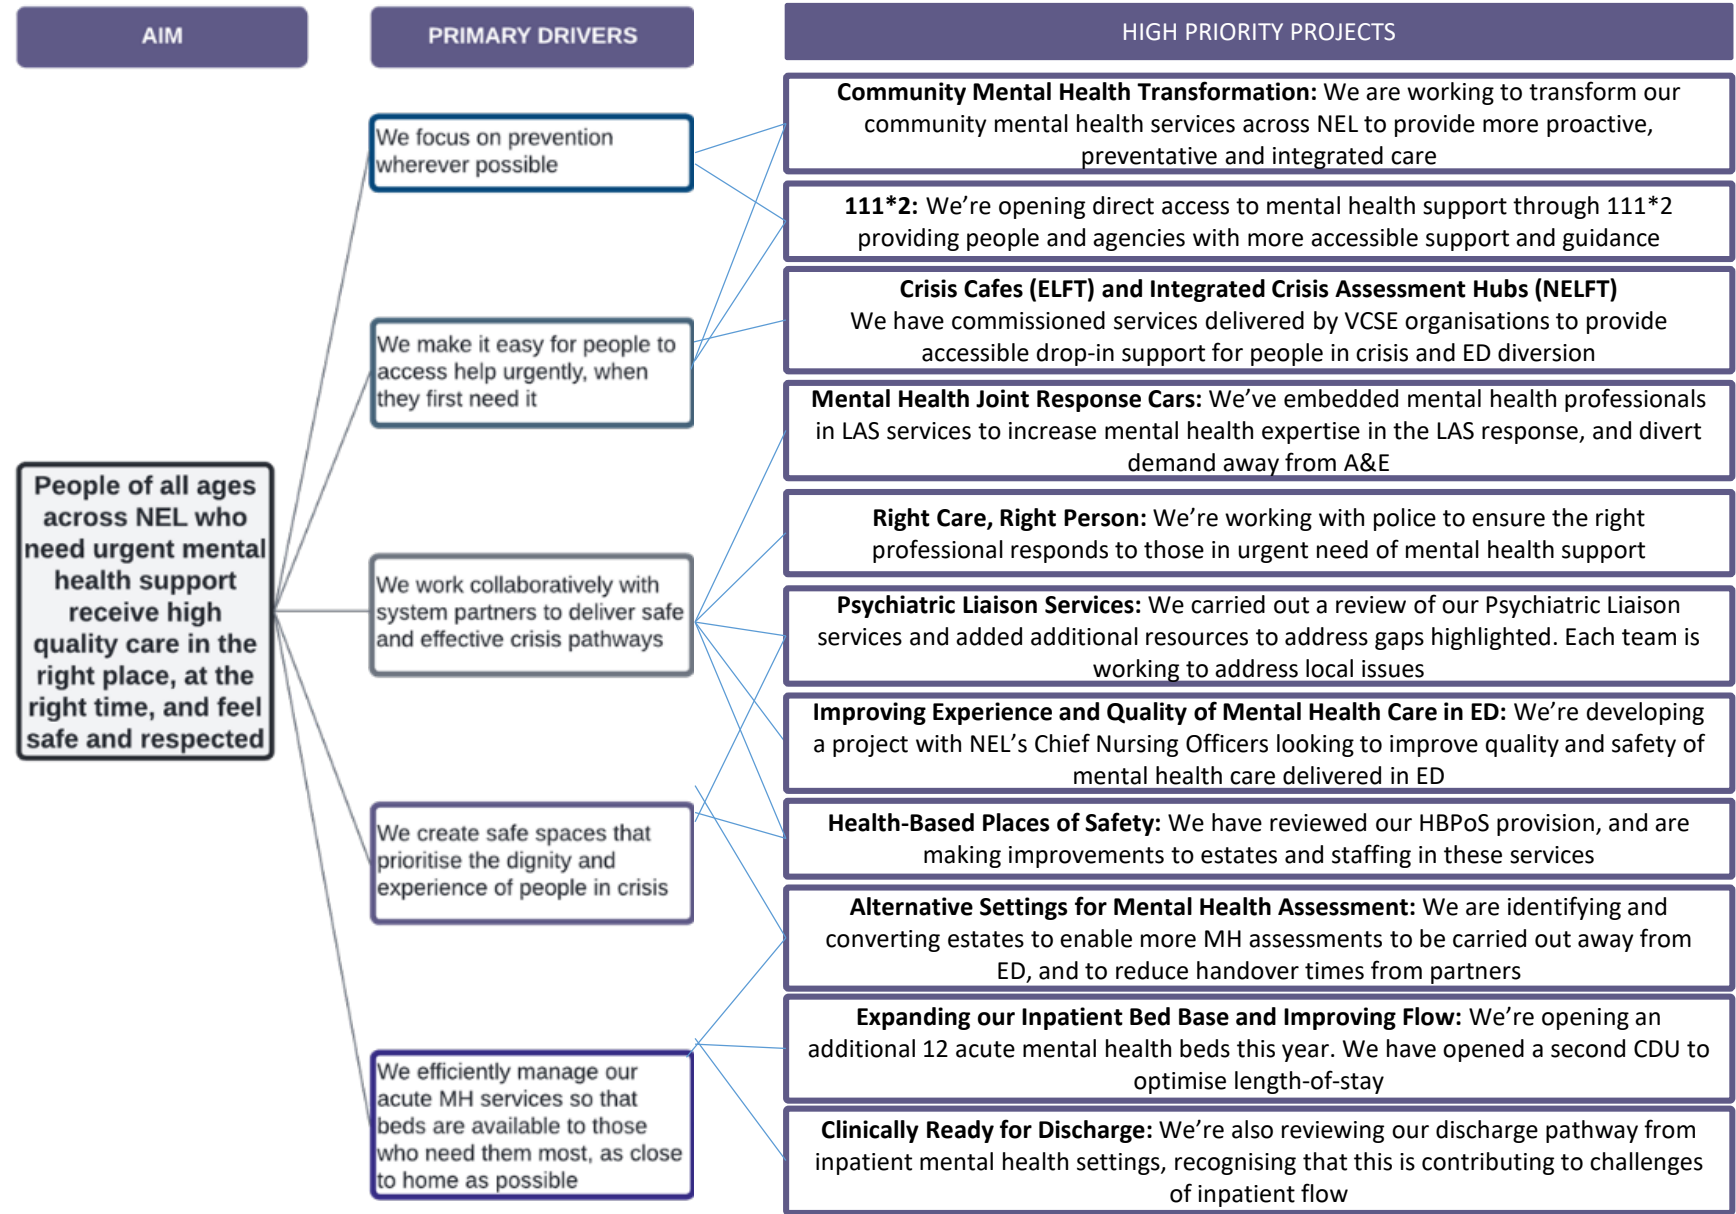 AIM
PRIMARY DRIVERS
HIGH PRIORITY PROJECTS
People of all ages
across NEL who
need urgent mental
health support
receive high
quality care in the
right place, at the
right time, and feel
safe and respected
We focus on prevention
wherever possible
We make it easy for people to
access help urgently, when
they first need it
We work collaboratively with
system partners to deliver safe
and effective crisis pathways
We create safe spaces that
prioritise the dignity and
experience of people in crisis
We efficiently manage our
acute MH services so that
beds are available to those
who need them most, as close
to home as possible
Community Mental Health Transformation: We are working to transform our
community mental health services across NEL to provide more proactive,
preventative and integrated care
111*2: We’re opening direct access to mental health support through 111*2
providing people and agencies with more accessible support and guidance
Crisis Cafes (ELFT) and Integrated Crisis Assessment Hubs (NELFT)
We have commissioned services delivered by VCSE organisations to provide
accessible drop-in support for people in crisis and ED diversion
Mental Health Joint Response Cars: We’ve embedded mental health professionals
in LAS services to increase mental health expertise in the LAS response, and divert
demand away from A&E
Right Care, Right Person: We’re working with police to ensure the right
professional responds to those in urgent need of mental health support
Psychiatric Liaison Services: We carried out a review of our Psychiatric Liaison
services and added additional resources to address gaps highlighted. Each team is
working to address local issues
Improving Experience and Quality of Mental Health Care in ED: We’re developing
a project with NEL’s Chief Nursing Officers looking to improve quality and safety of
mental health care delivered in ED
Health-Based Places of Safety: We have reviewed our HBPoS provision, and are
making improvements to estates and staffing in these services
Alternative Settings for Mental Health Assessment: We are identifying and
converting estates to enable more MH assessments to be carried out away from
ED, and to reduce handover times from partners
Expanding our Inpatient Bed Base and Improving Flow: We’re opening an
additional 12 acute mental health beds this year. We have opened a second CDU to
optimise length-of-stay
Clinically Ready for Discharge: We’re also reviewing our discharge pathway from
inpatient mental health settings, recognising that this is contributing to challenges
of inpatient flow